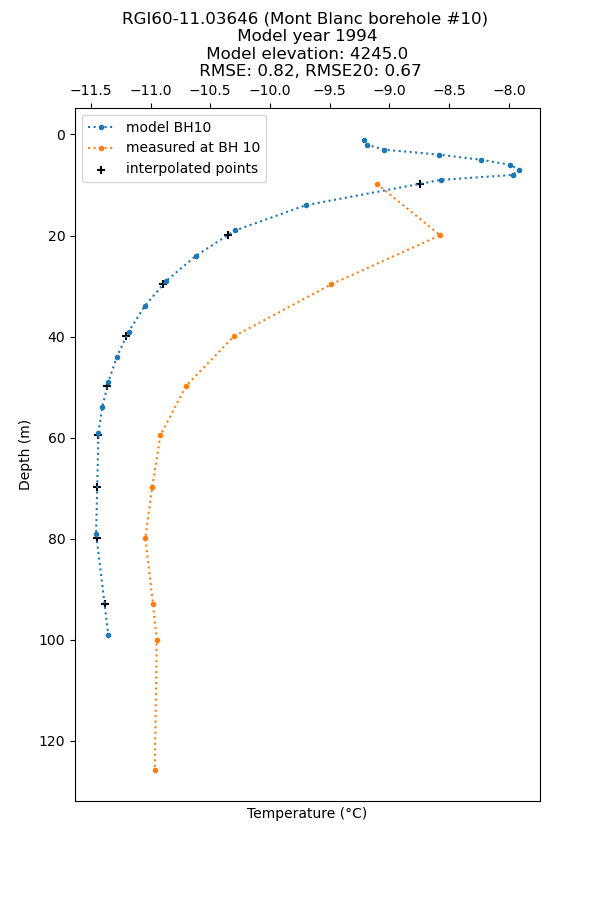 RGI60-11.03646 (Mont Blanc borehole #10)
Model year 1994
Model elevation: 4245.0
RMSE: 0.82, RMSE20: 0.67
−11.5 −11.0 −10.5 −10.0 −9.5 −9.0 −8.5 −8.0
model BH10
measured at BH 10
interpolated points
0
20
40
60
80
100
120
Depth (m)
Temperature (°C)